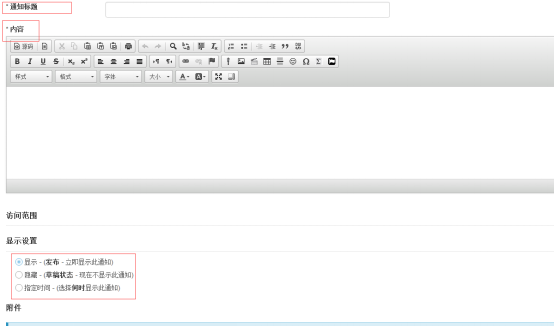 * 通知标题
* 内容
源码
B I U S x₂ x²
样式 格式 字体 大小 A A
访问范围
显示设置
显示 - (发布 - 立即显示此通知)
隐藏 - (草稿状态 - 现在不显示此通知)
指定时间 - (选择何时显示此通知)
附件